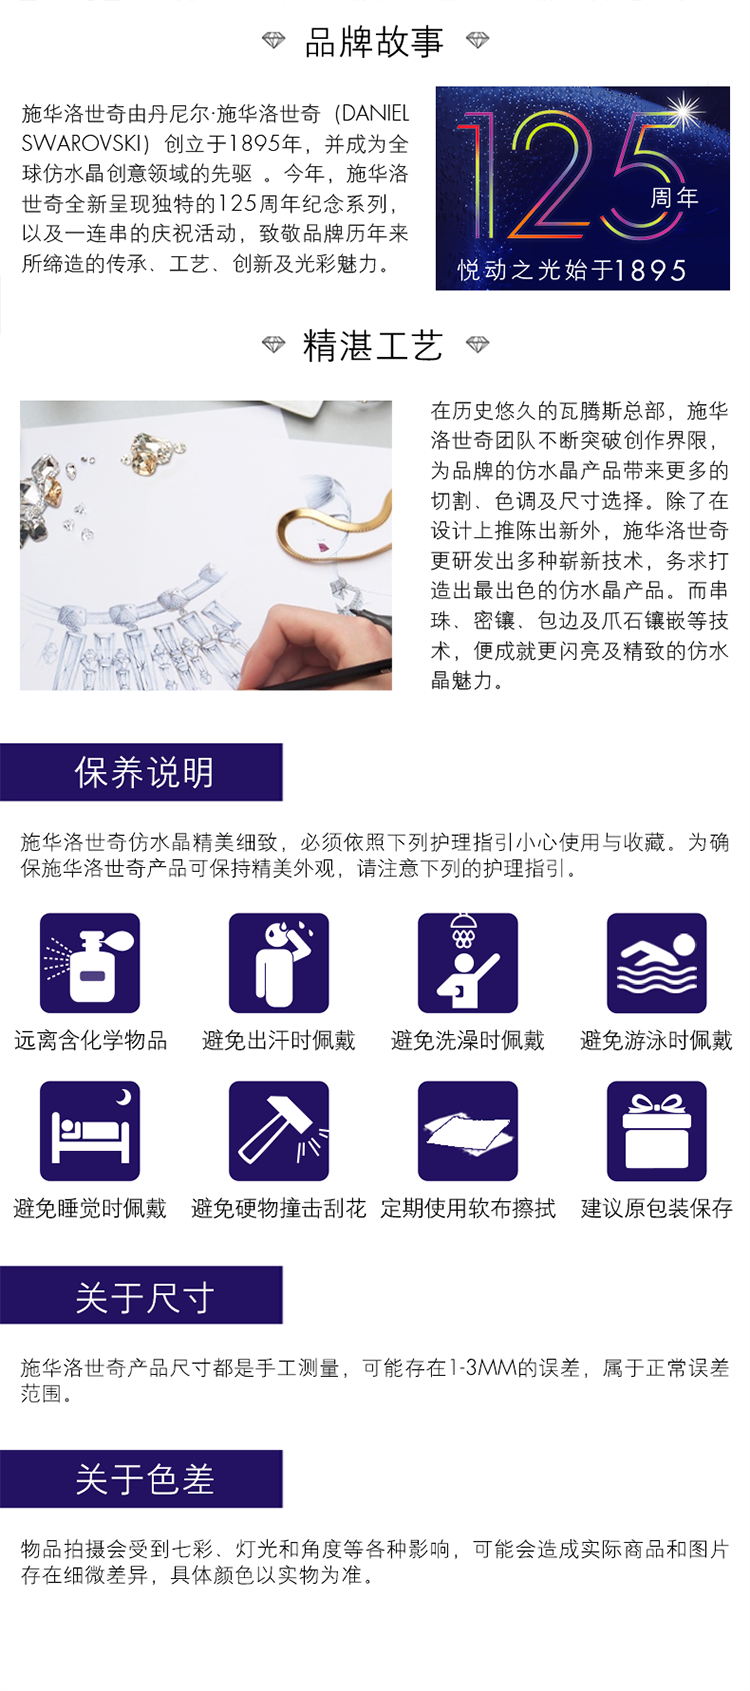 品牌故事
施华洛世奇由丹尼尔·施华洛世奇（DANIEL
SWAROVSKI）创立于1895年，并成为全
球仿水晶创意领域的先驱 。今年，施华洛
世奇全新呈现独特的125周年纪念系列，
以及一连串的庆祝活动，致敬品牌历年来
所缔造的传承、工艺、创新及光彩魅力。
125
周年
悦动之光始于1895
精湛工艺
在历史悠久的瓦腾斯总部，施华
洛世奇团队不断突破创作界限，
为品牌的仿水晶产品带来更多的
切割、色调及尺寸选择。除了在
设计上推陈出新外，施华洛世奇
更研发出多种崭新技术，务求打
造出最出色的仿水晶产品。而串
珠、密镶、包边及爪石镶嵌等技
术，便成就更闪亮及精致的仿水
晶魅力。
保养说明
施华洛世奇仿水晶精美细致，必须依照下列护理指引小心使用与收藏。为确
保施华洛世奇产品可保持精美外观，请注意下列的护理指引。
远离含化学物品 避免出汗时佩戴 避免洗澡时佩戴 避免游泳时佩戴
避免睡觉时佩戴 避免硬物撞击刮花 定期使用软布擦拭 建议原包装保存
关于尺寸
施华洛世奇产品尺寸都是手工测量，可能存在1-3MM的误差，属于正常误差
范围。
关于色差
物品拍摄会受到七彩、灯光和角度等各种影响，可能会造成实际商品和图片
存在细微差异，具体颜色以实物为准。